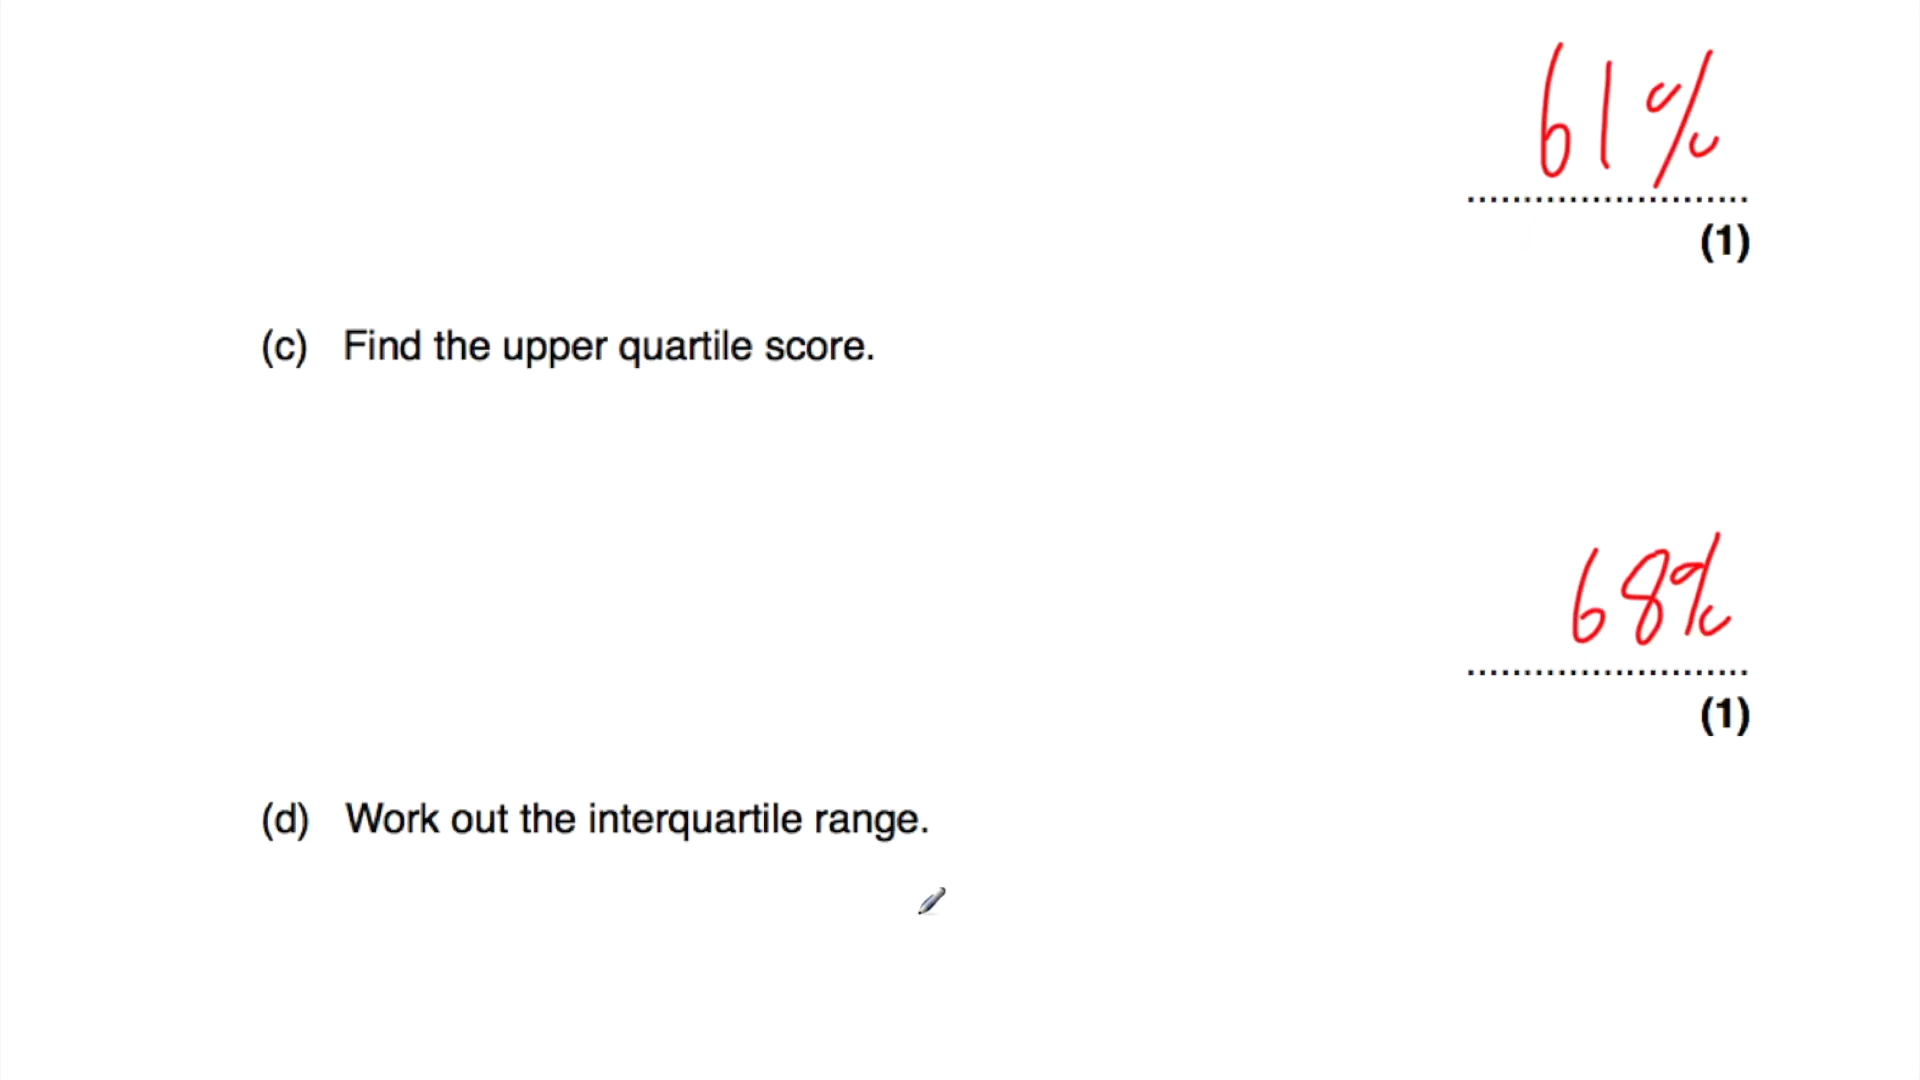 61%
(1)
(c) Find the upper quartile score.
68%
(1)
(d) Work out the interquartile range.